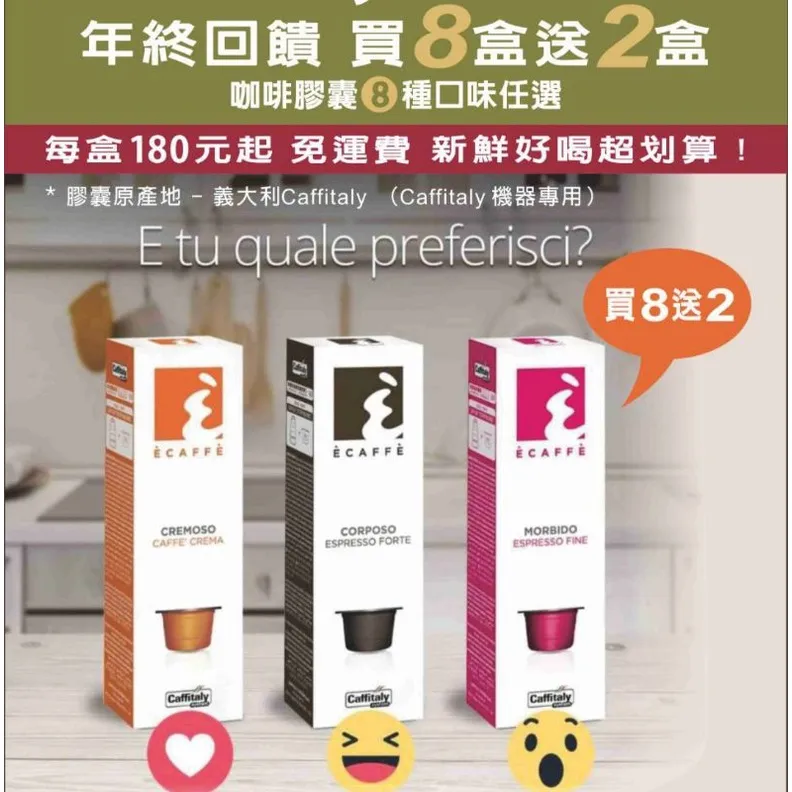 年終回饋 買8盒送2盒
咖啡膠囊8種口味任選
每盒180元起 免運費 新鮮好喝超划算！
* 膠囊原產地 - 義大利Caffitaly （Caffitaly 機器專用）
E tu quale preferisci?
買8送2
Caffitaly
È
ÈCAFFÈ
CREMOSO
CAFFE' CREMA
Caffitaly
Caffitaly
È
ÈCAFFÈ
CORPOSO
ESPRESSO FORTE
Caffitaly
Caffitaly
È
ÈCAFFÈ
MORBIDO
ESPRESSO FINE
Caffitaly